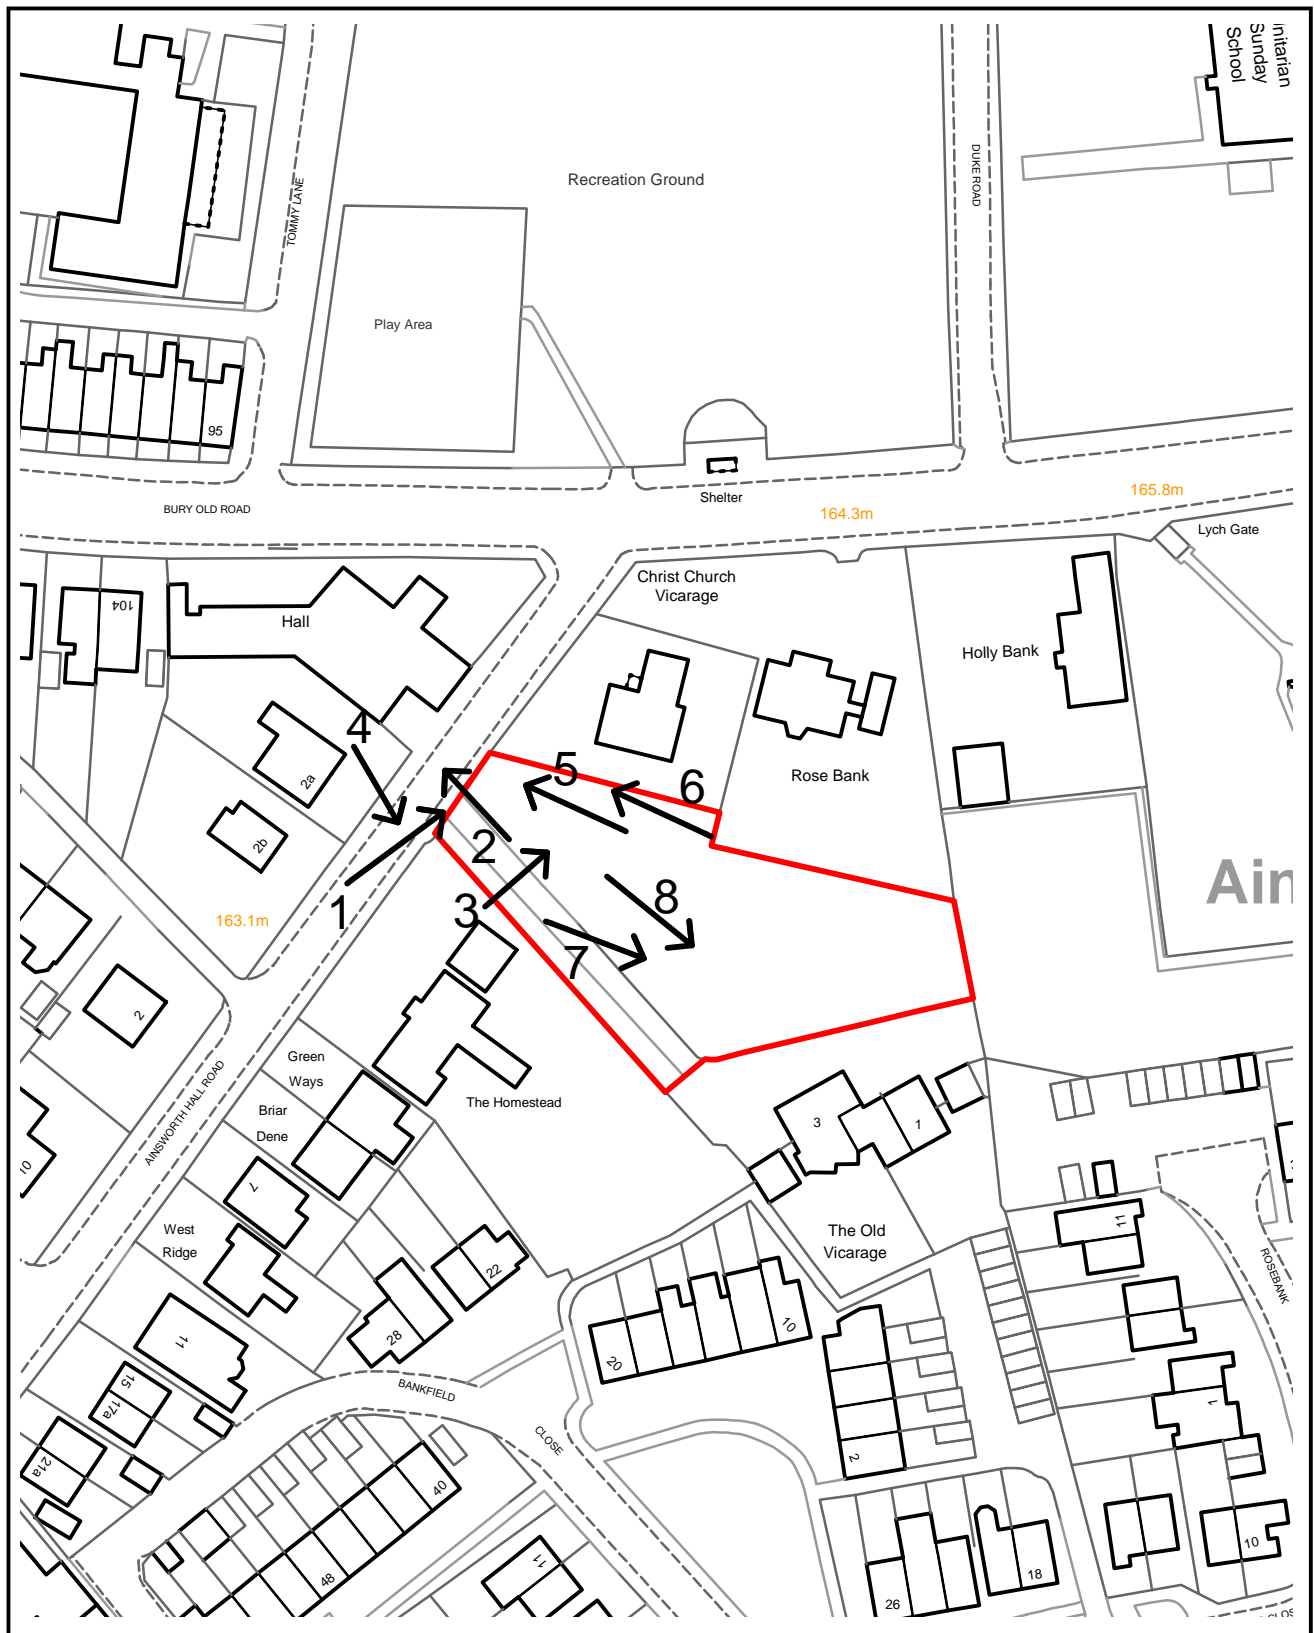 nitarian
Sunday
School
TOMMY LANE
Recreation Ground
DUKE ROAD
Play Area
95
Shelter
165.8m
164.3m
BURY OLD ROAD
Lych Gate
Christ Church
Vicarage
104
Hall
Holly Bank
4
2a
5
6
Rose Bank
2b
2
1
3
8
Ain
163.1m
7
2
Green
Ways
The Homestead
Briar
Dene
AINSWORTH HALL ROAD
10
3
1
7
West
Ridge
The Old
Vicarage
11
ROSEBANK
22
28
11
20
10
15
17a
BANKFIELD
CLOSE
2
1
21a
40
48
11
26
18
10